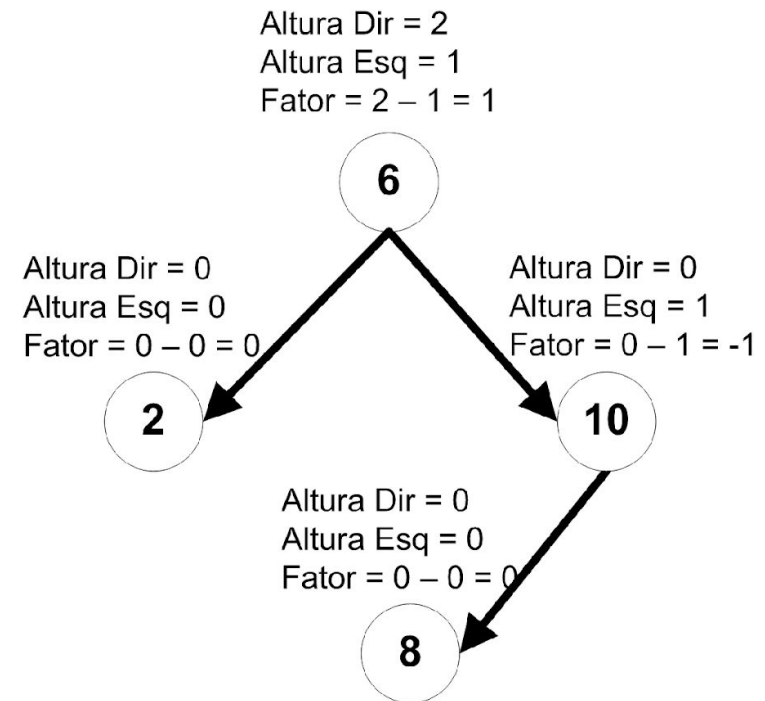 Altura Dir = 2
Altura Esq = 1
Fator = 2 – 1 = 1
6
Altura Dir = 0
Altura Esq = 0
Fator = 0 – 0 = 0
2
Altura Dir = 0
Altura Esq = 1
Fator = 0 – 1 = -1
10
Altura Dir = 0
Altura Esq = 0
Fator = 0 – 0 = 0
8